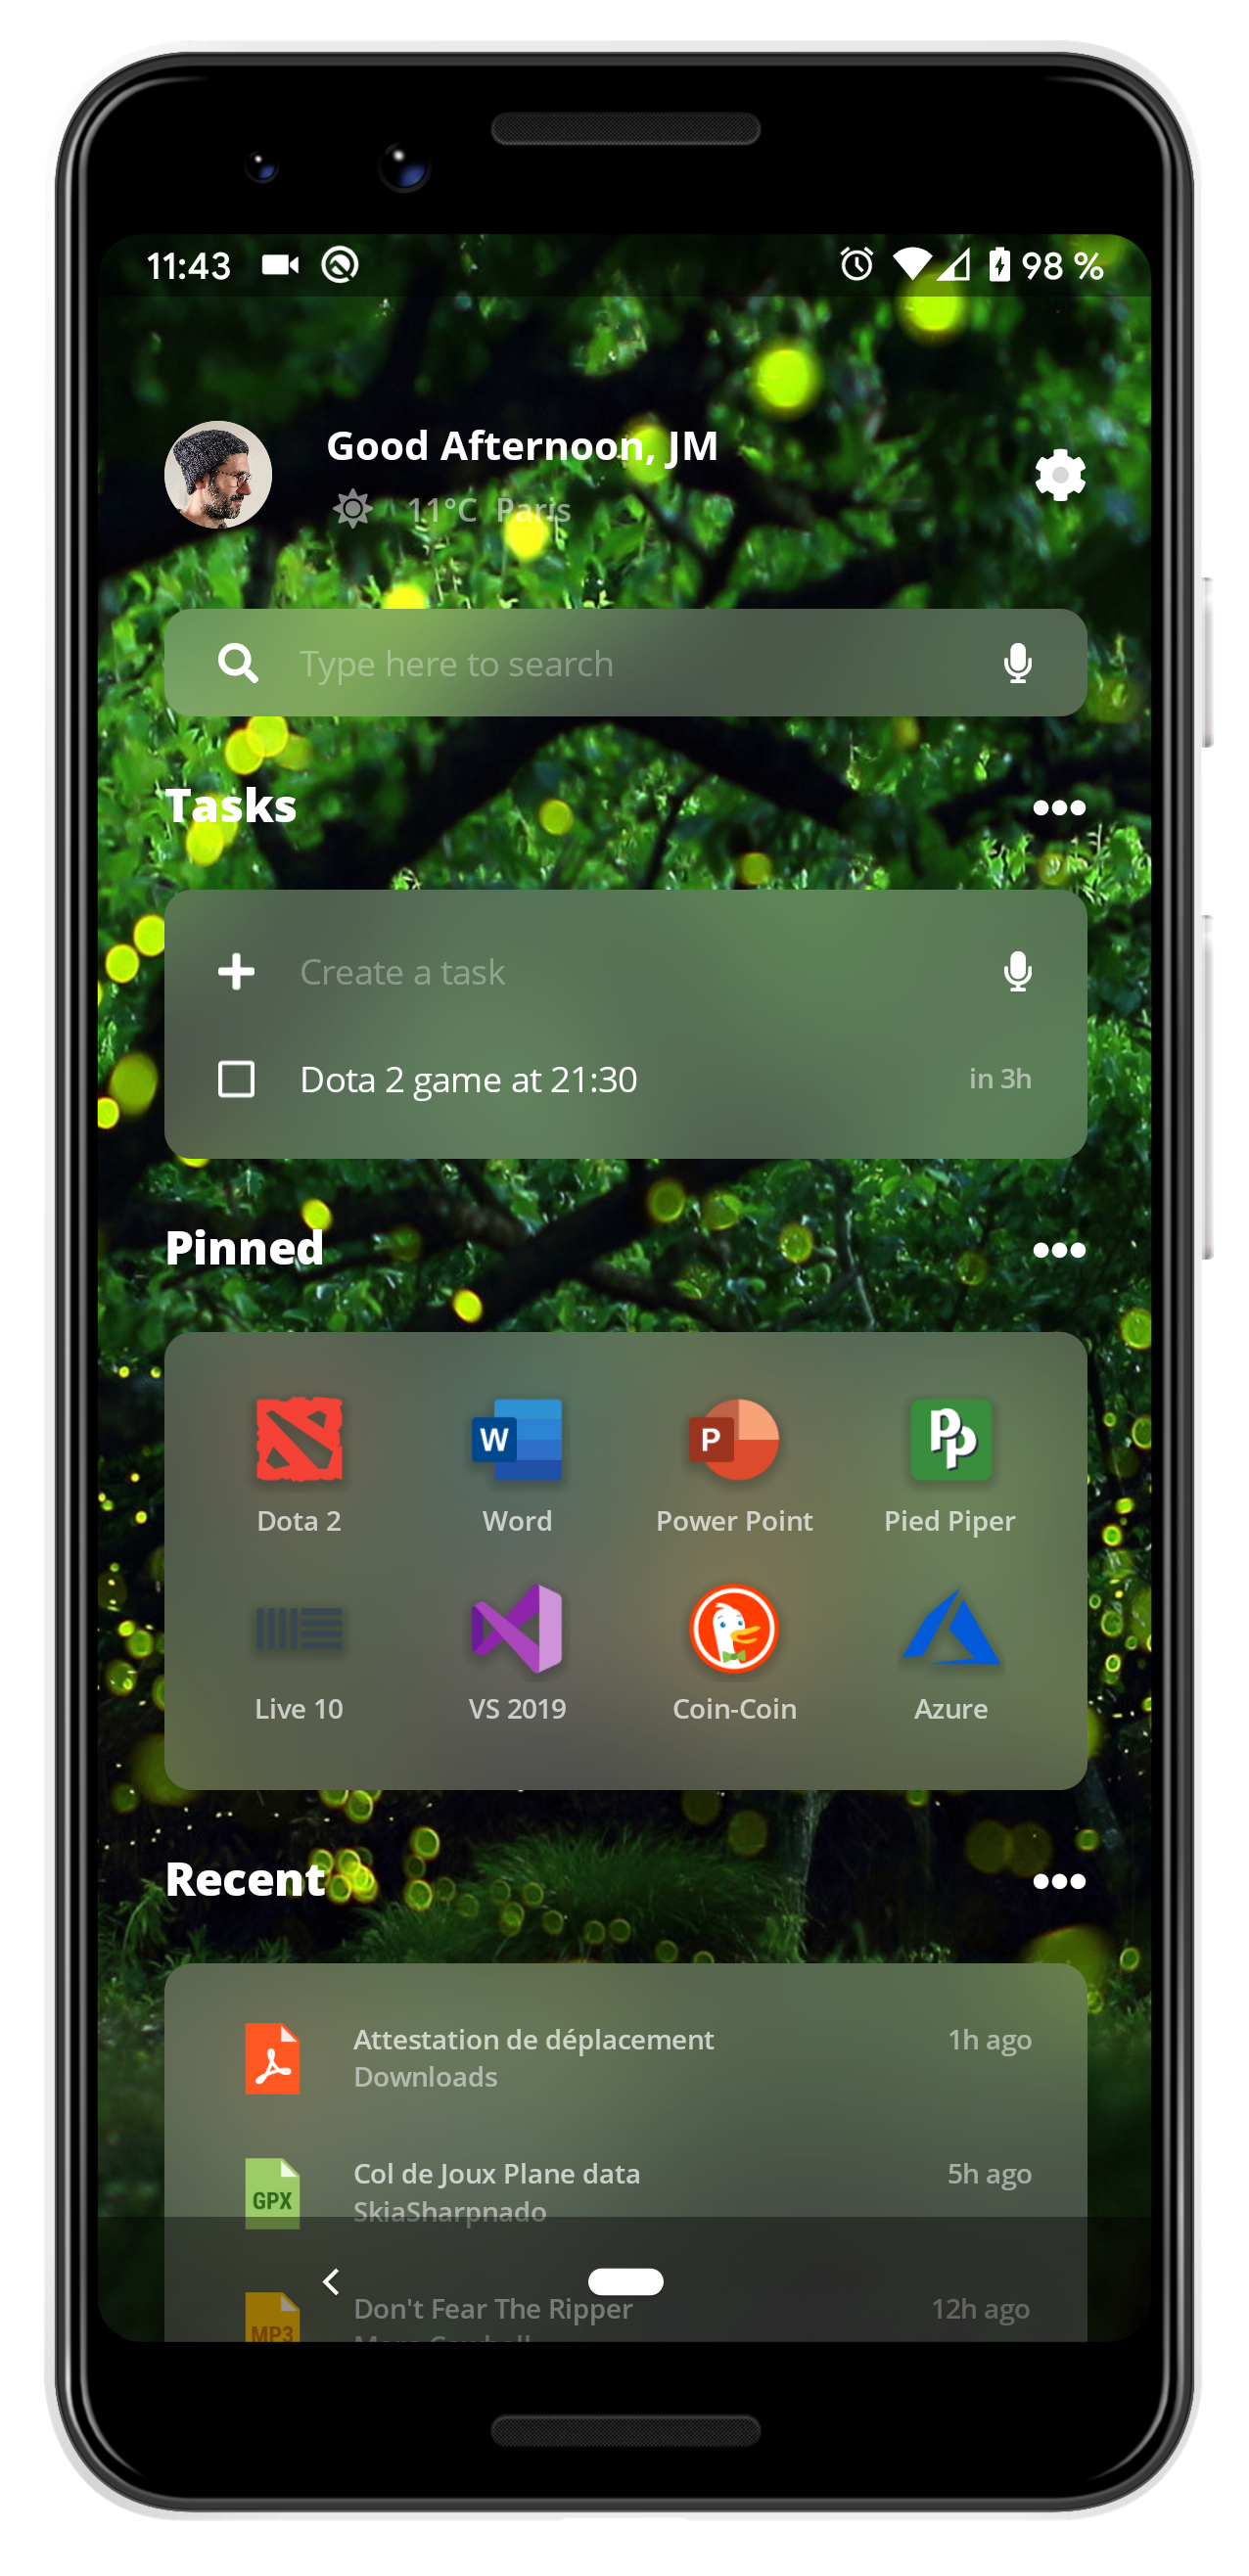 11:43 98 %
Good Afternoon, JM
11°C Paris
Type here to search
Tasks
Create a task
Dota 2 game at 21:30 in 3h
Pinned
W P pp
Dota 2 Word Power Point Pied Piper
Live 10 VS 2019 Coin-Coin Azure
Recent
Attestation de déplacement 1h ago
Downloads
Col de Joux Plane data 5h ago
GPX
SkiaSharpnado
Don't Fear The Ripper 12h ago
MP3